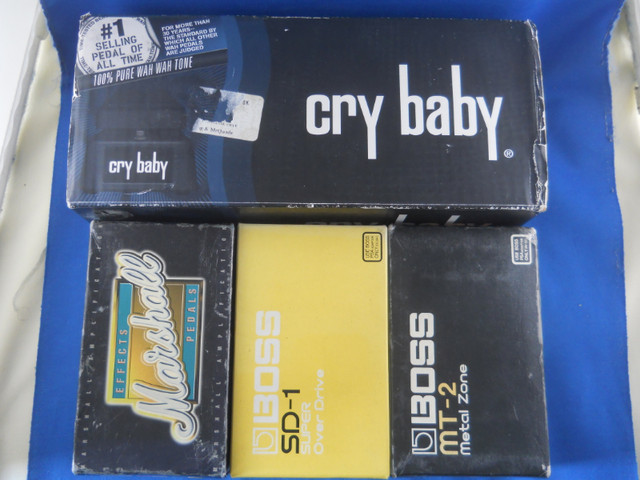 #1
SELLING
PEDAL OF
ALL TIME
FOR MORE THAN
30 YEARS—
THE STANDARD BY
WHICH ALL OTHER
WAH PEDALS
ARE JUDGED
100% PURE WAH WAH TONE
cry baby
cry baby®
Marshall
EFFECTS
PEDALS
BOSS
SD-1
SUPER
Over Drive
BOSS
MT-2
Metal Zone